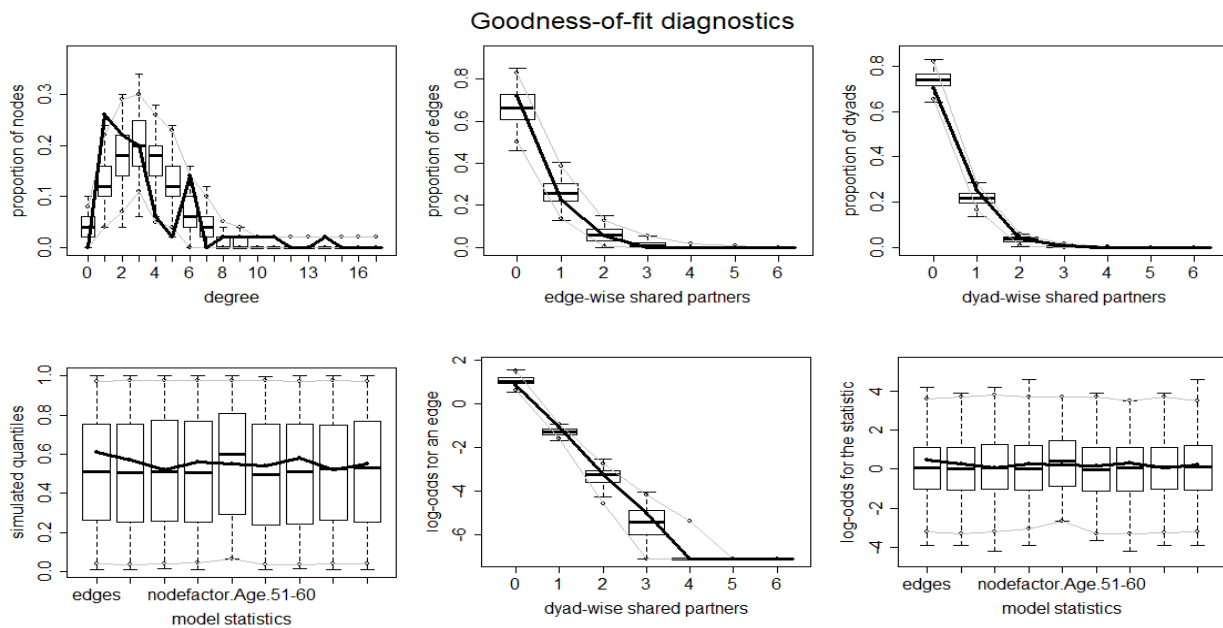 Goodness-of-fit diagnostics
proportion of nodes
0.0 0.1 0.2 0.3
0 2 4 6 8 10 13 16
degree
proportion of edges
0.0 0.2 0.4 0.6 0.8
0 1 2 3 4 5 6
edge-wise shared partners
proportion of dyads
0.0 0.2 0.4 0.6 0.8
0 1 2 3 4 5 6
dyad-wise shared partners
simulated quantiles
0.0 0.2 0.4 0.6 0.8 1.0
edges nodefactor.Age.51-60
model statistics
log-odds for an edge
-6 -4 -2 0 2
0 1 2 3 4 5 6
dyad-wise shared partners
log-odds for the statistic
-4 -2 0 2 4
edges nodefactor.Age.51-60
model statistics